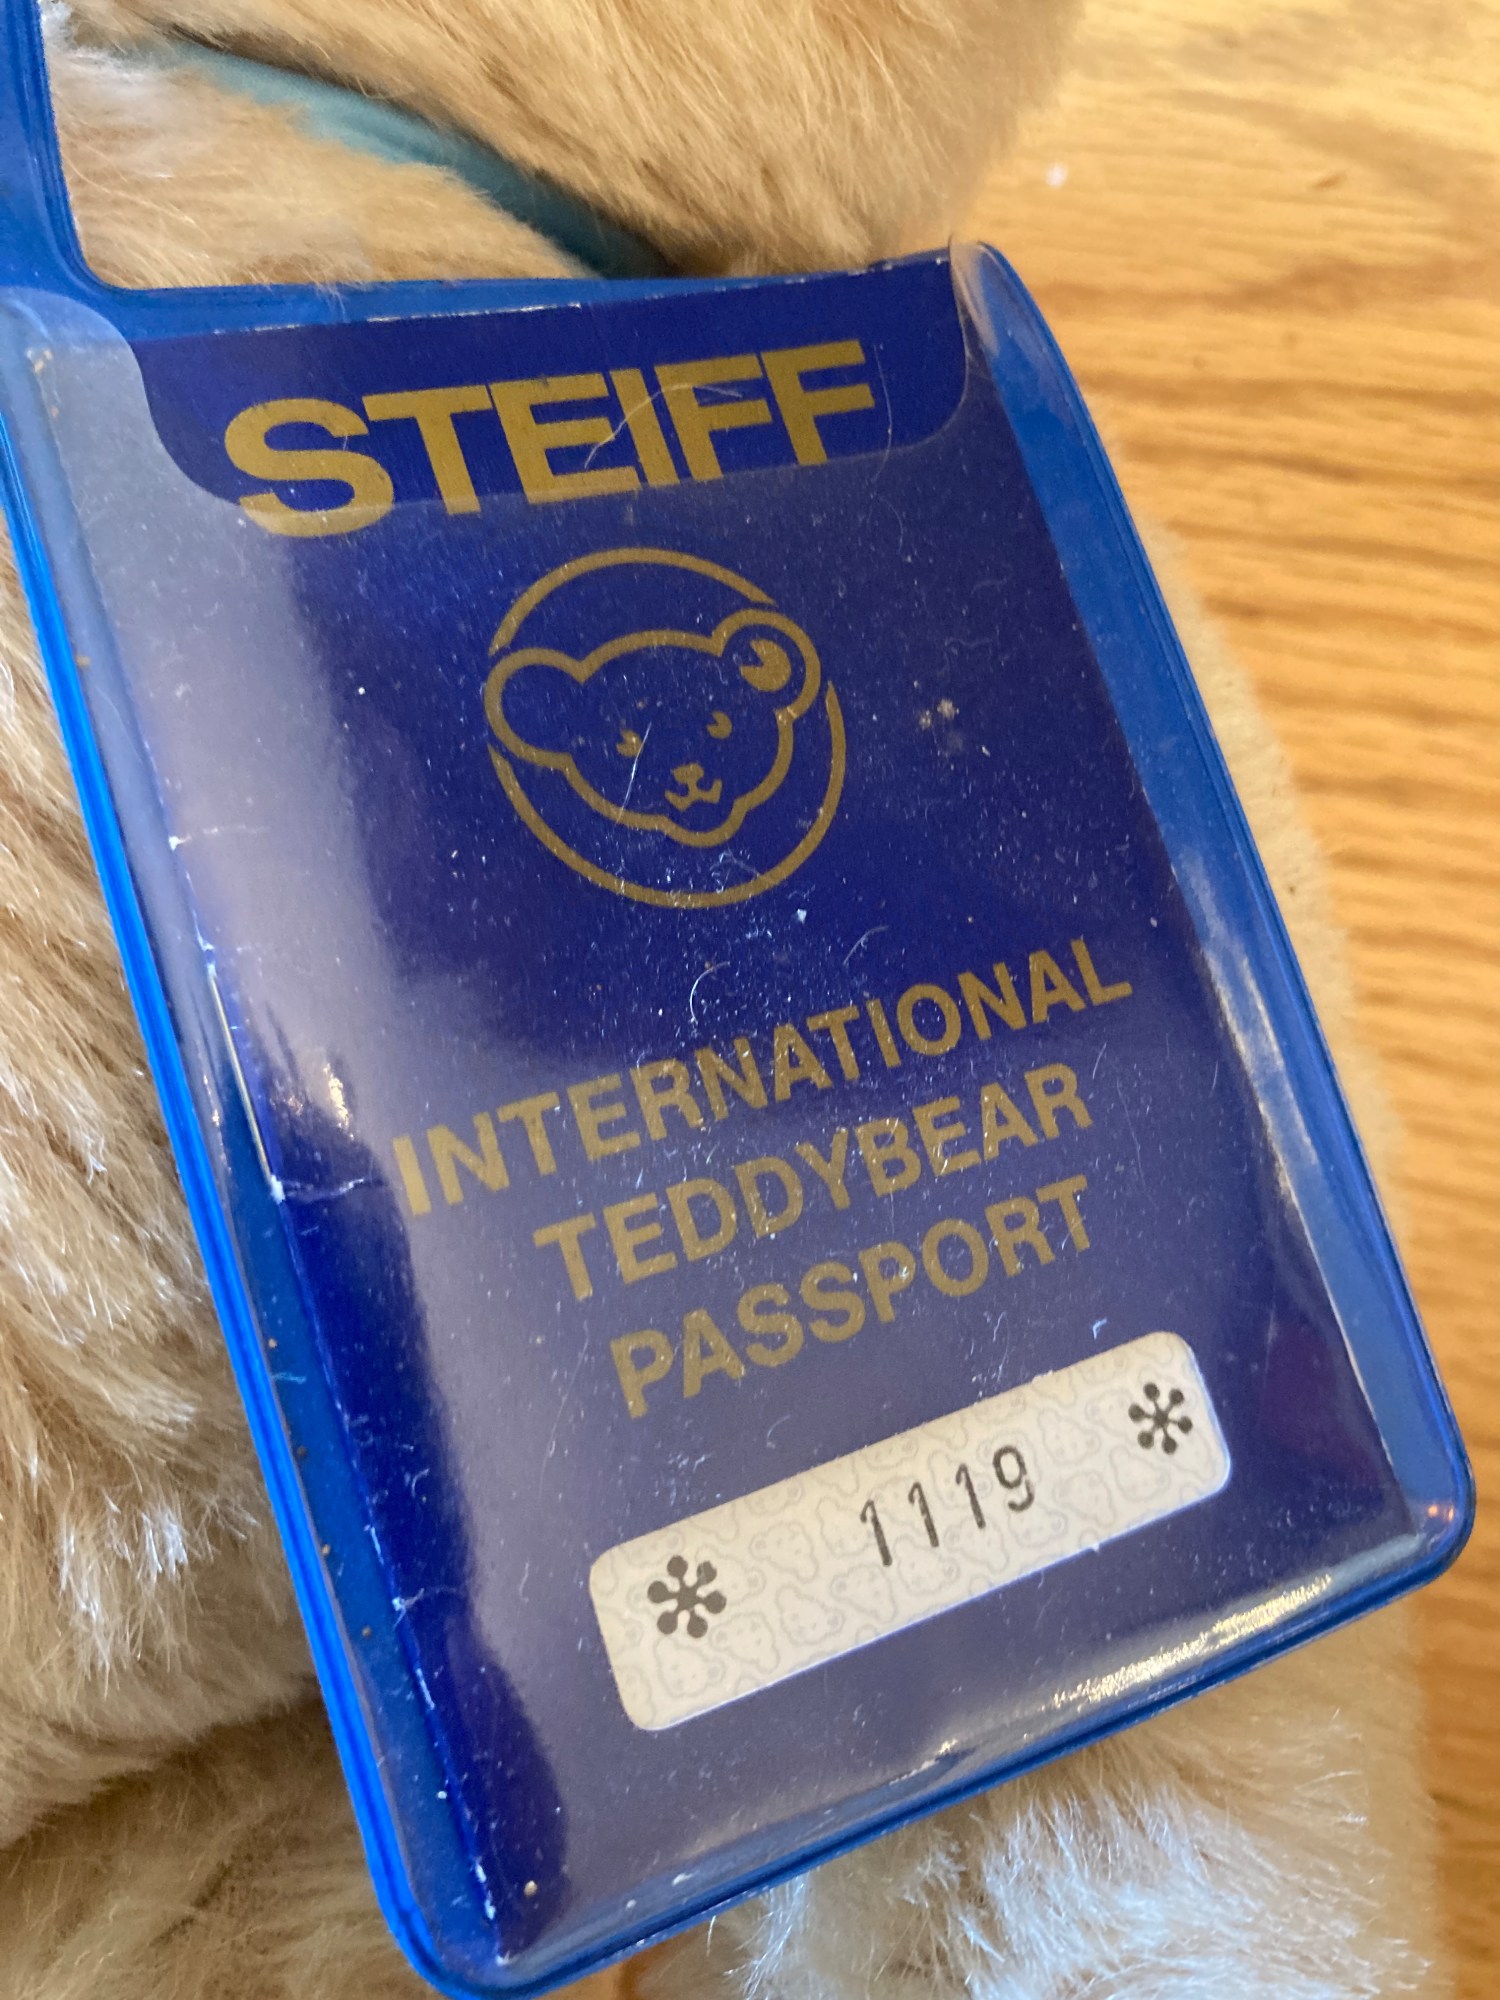 STEIFF
INTERNATIONAL
TEDDYBEAR
PASSPORT
* 1119 *